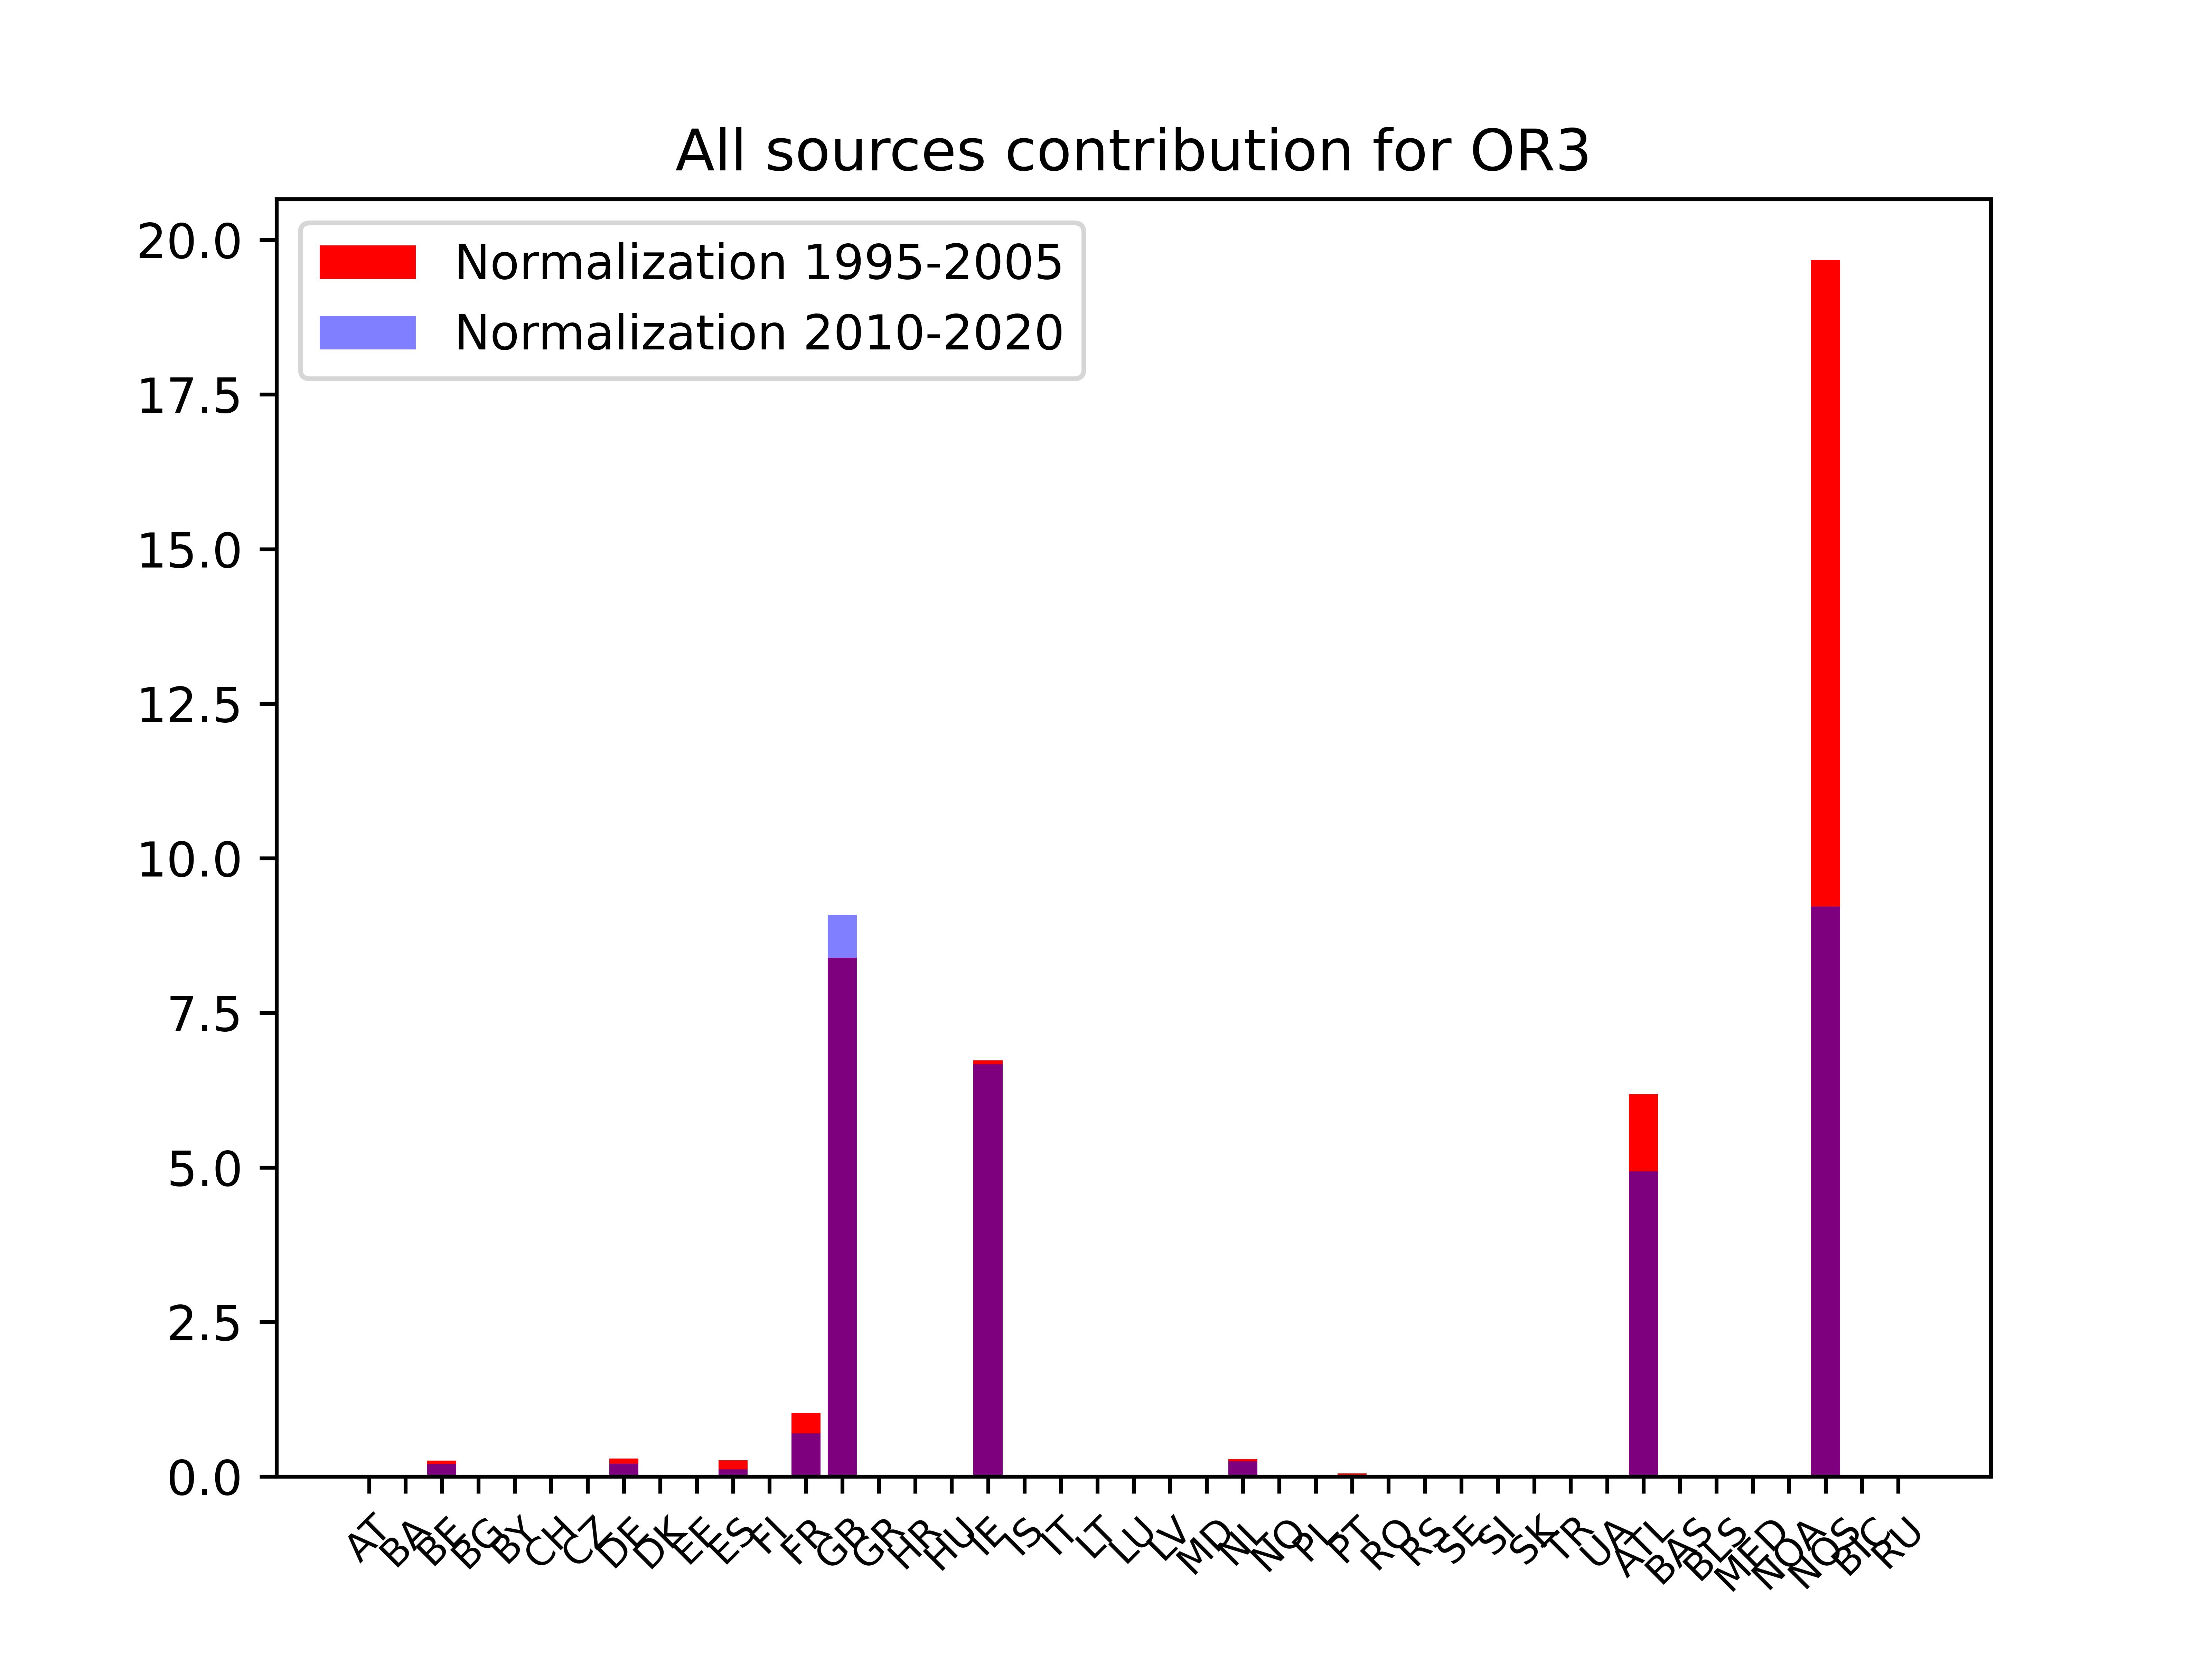 All sources contribution for OR3
Normalization 1995-2005
Normalization 2010-2020
20.0
17.5
15.0
12.5
10.0
7.5
5.0
2.5
0.0
AT
BA
BE
BG
BY
CH
CZ
DE
DK
EE
ES
FI
FR
GB
GR
HR
HU
IE
IS
IT
LT
LU
LV
MD
NL
NO
PL
PT
RO
RS
SE
SI
SK
TR
UA
ATL
BAS
BLS
MED
NOA
NOS
BIC
RU